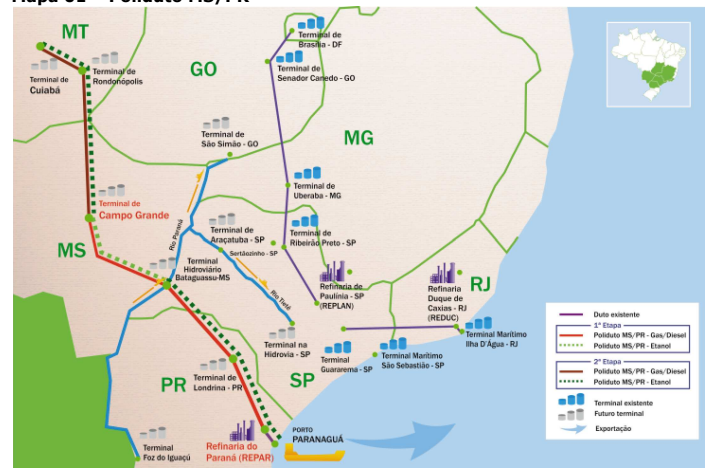 Mapa 01 - Poliduto MS/PR
MT
Terminal de
Cuiabá
Terminal de
Rondonópolis
GO
Terminal de
Brasília - DF
Terminal de
Senador Canedo - GO
Terminal de
São Simão - GO
MG
Terminal de
Campo Grande
Terminal de
Uberaba - MG
Rio Paraná
Terminal de
Araçatuba - SP
Sertãozinho - SP
Terminal de
Ribeirão Preto - SP
MS
Terminal
Hidroviário
Bataguassu-MS
Rio Tietê
Refinaria de
Paulínia - SP
(REPLAN)
Refinaria
Duque de
Caxias - RJ
(REDUC)
RJ
Terminal na
Hidrovia - SP
Terminal
Guararema - SP
Terminal Marítimo
São Sebastião - SP
Terminal Marítimo
Ilha D'Água - RJ
PR
Terminal de
Londrina - PR
SP
Terminal
Foz do Iguaçú
Refinaria do
Paraná (REPAR)
PORTO
PARANAGUÁ
Duto existente
1ª Etapa
Poliduto MS/PR - Gas/Diesel
Poliduto MS/PR - Etanol
2ª Etapa
Poliduto MS/PR - Gas/Diesel
Poliduto MS/PR - Etanol
Terminal existente
Futuro terminal
Exportação